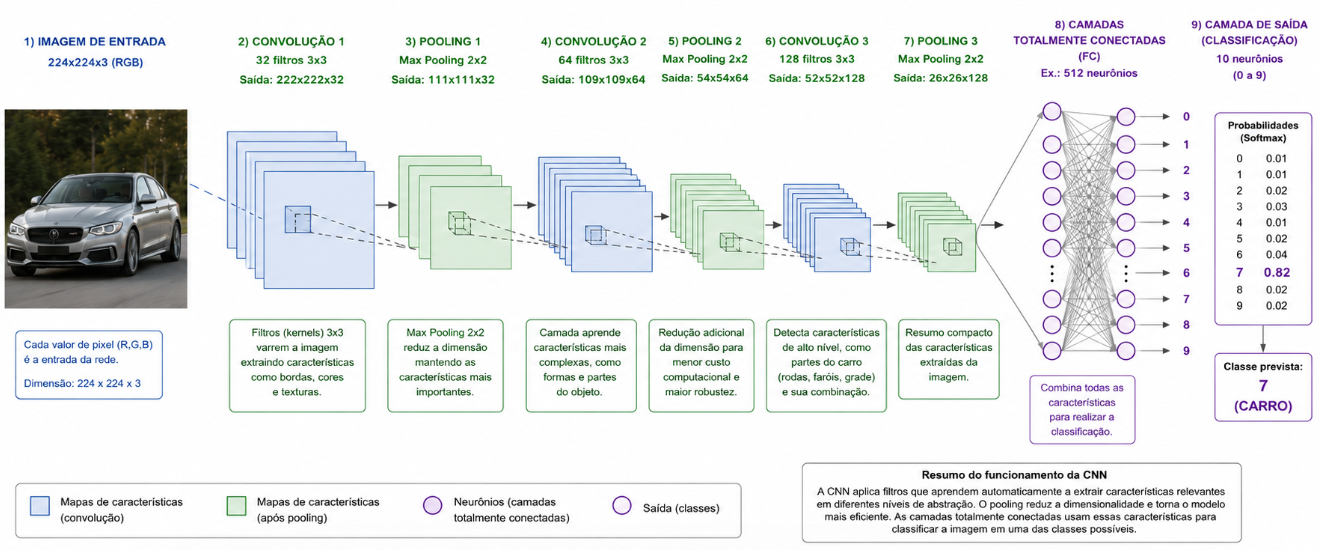 1) IMAGEM DE ENTRADA
224x224x3 (RGB)
2) CONVOLUÇÃO 1
32 filtros 3x3
Saída: 222x222x32
3) POOLING 1
Max Pooling 2x2
Saída: 111x111x32
4) CONVOLUÇÃO 2
64 filtros 3x3
Saída: 109x109x64
5) POOLING 2
Max Pooling 2x2
Saída: 54x54x64
6) CONVOLUÇÃO 3
128 filtros 3x3
Saída: 52x52x128
7) POOLING 3
Max Pooling 2x2
Saída: 26x26x128
8) CAMADAS
TOTALMENTE CONECTADAS
(FC)
Ex.: 512 neurônios
9) CAMADA DE SAÍDA
(CLASSIFICAÇÃO)
10 neurônios
(0 a 9)
0
1
2
3
4
5
6
7
8
9
Probabilidades
(Softmax)
0 0.01
1 0.01
2 0.02
3 0.03
4 0.01
5 0.02
6 0.04
7 0.82
8 0.02
9 0.02
Classe prevista:
7
(CARRO)
Cada valor de pixel (R,G,B)
é a entrada da rede.
Dimensão: 224 x 224 x 3
Filtros (kernels) 3x3
varrem a imagem
extraindo características
como bordas, cores
e texturas.
Max Pooling 2x2
reduz a dimensão
mantendo as
características mais
importantes.
Camada aprende
características mais
complexas, como
formas e partes
do objeto.
Redução adicional
da dimensão para
menor custo
computacional e
maior robustez.
Detecta características
de alto nível, como
partes do carro
(rodas, faróis, grade)
e sua combinação.
Resumo compacto
das características
extraídas da
imagem.
Combina todas as
características
para realizar a
classificação.
Mapas de características
(convolução)
Mapas de características
(após pooling)
Neurônios (camadas
totalmente conectadas)
Saída (classes)
Resumo do funcionamento da CNN
A CNN aplica filtros que aprendem automaticamente a extrair características relevantes
em diferentes níveis de abstração. O pooling reduz a dimensionalidade e torna o modelo
mais eficiente. As camadas totalmente conectadas usam essas características para
classificar a imagem em uma das classes possíveis.